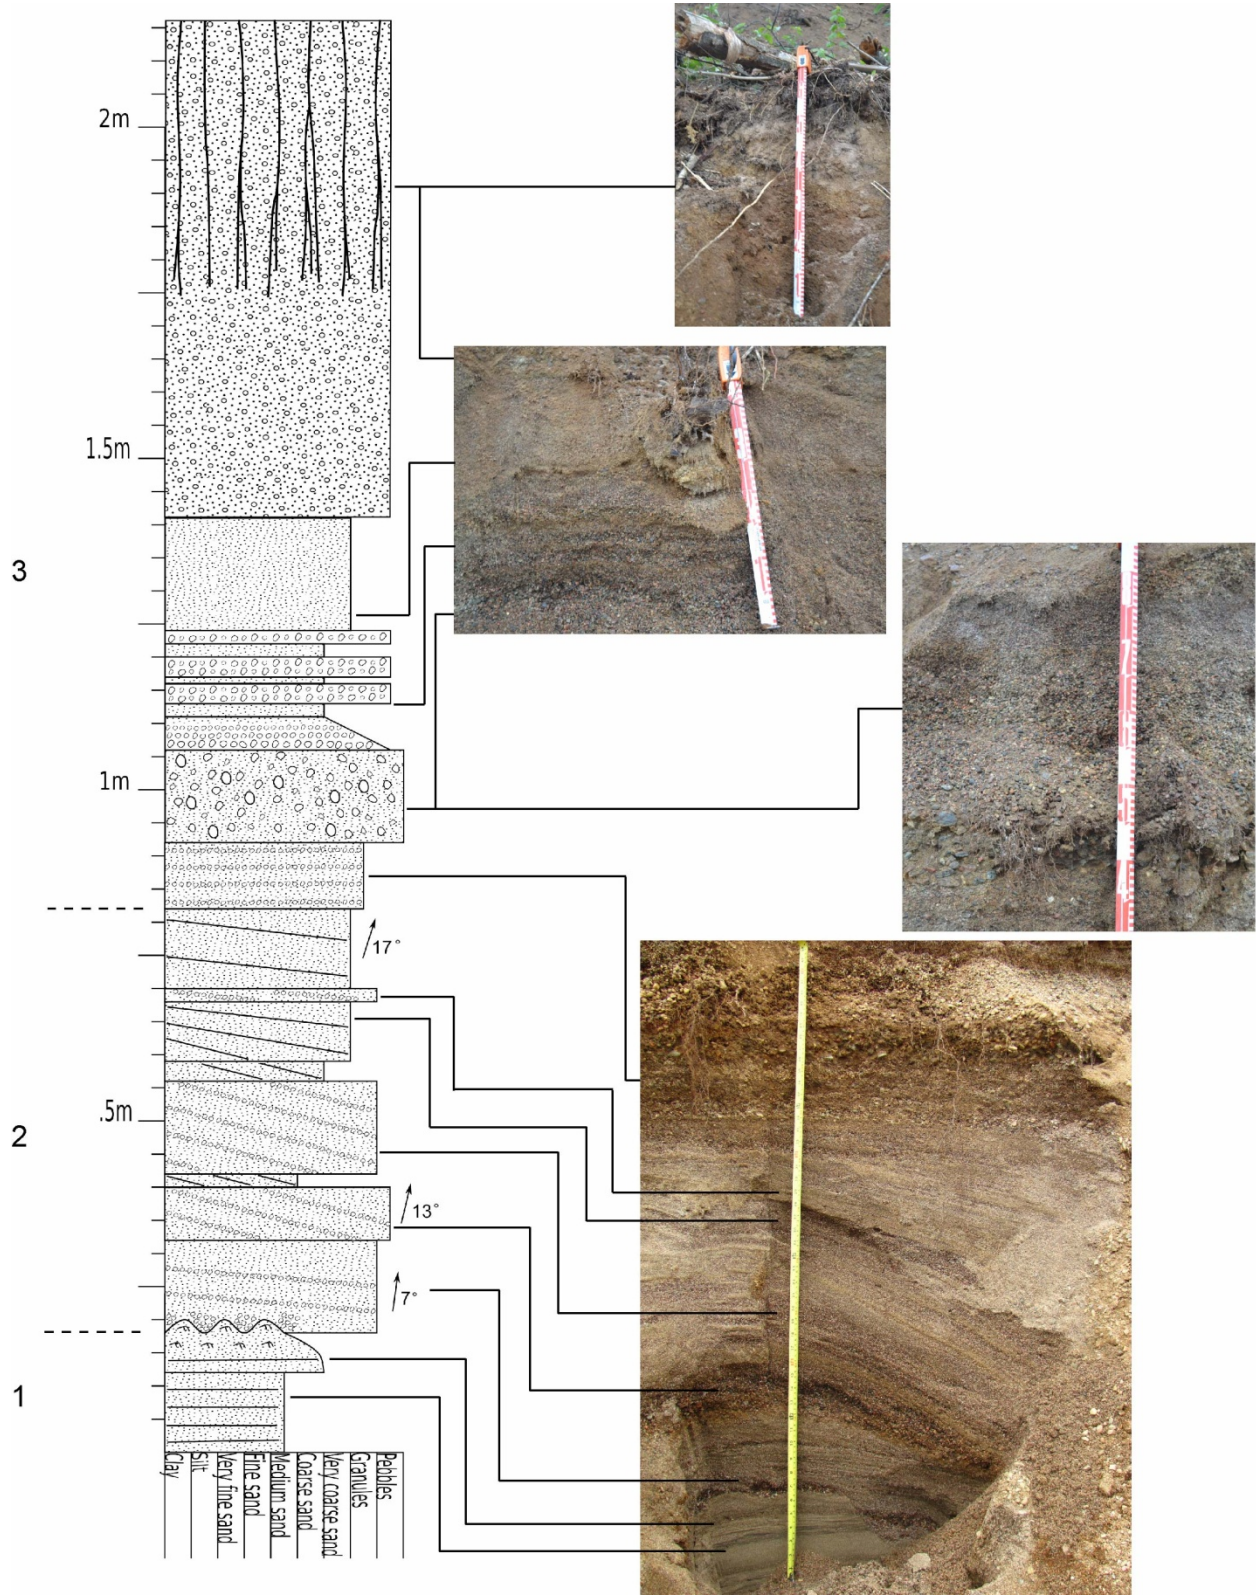 2m
1.5m
3
1m
17°
.5m
2
13°
7°
1
Clay
Silt
Very fine sand
Fine sand
Medium sand
Coarse sand
Very coarse sand
Granules
Pebbles
7